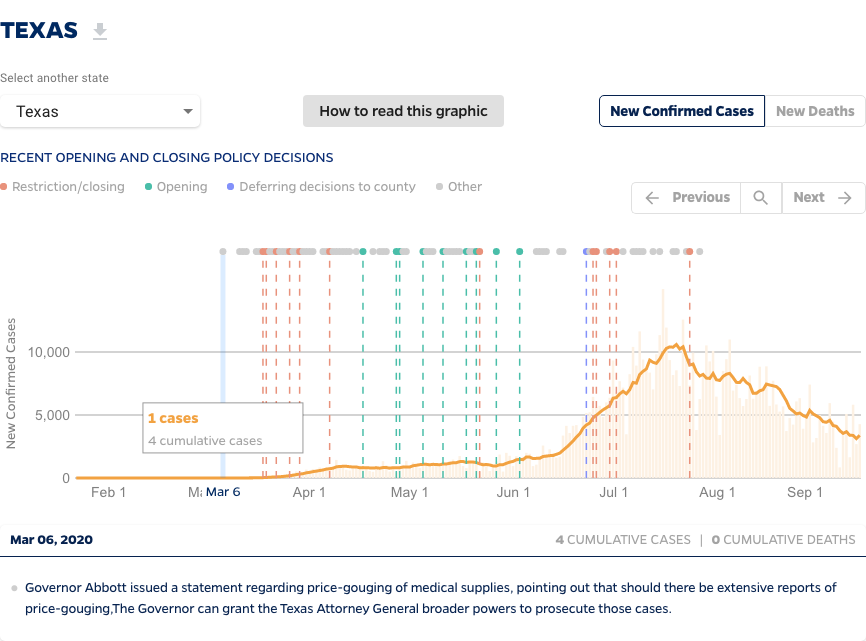 TEXAS
Select another state
Texas
How to read this graphic
New Confirmed Cases
New Deaths
RECENT OPENING AND CLOSING POLICY DECISIONS
Restriction/closing
Opening
Deferring decisions to county
Other
Previous
Next
New Confirmed Cases
10,000
5,000
0
1 cases
4 cumulative cases
Feb 1
Mar 6
Apr 1
May 1
Jun 1
Jul 1
Aug 1
Sep 1
Mar 06, 2020
4 CUMULATIVE CASES | 0 CUMULATIVE DEATHS
Governor Abbott issued a statement regarding price-gouging of medical supplies, pointing out that should there be extensive reports of
price-gouging,The Governor can grant the Texas Attorney General broader powers to prosecute those cases.